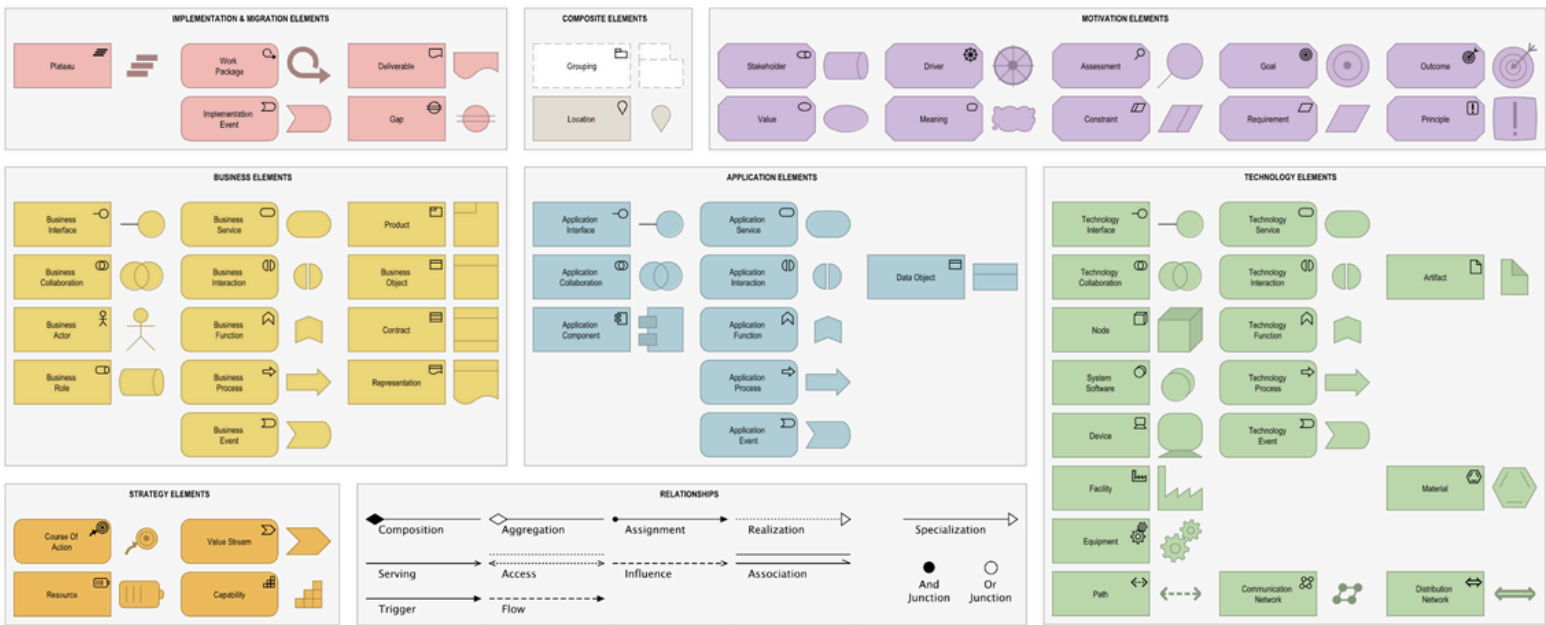 IMPLEMENTATION & MIGRATION ELEMENTS
Plateau
Work
Package
Deliverable
Implementation
Event
Gap
COMPOSITE ELEMENTS
Grouping
Location
MOTIVATION ELEMENTS
Stakeholder
Driver
Assessment
Goal
Outcome
Value
Meaning
Constraint
Requirement
Principle
BUSINESS ELEMENTS
Business
Interface
Business
Service
Product
Business
Collaboration
Business
Interaction
Business
Object
Business
Actor
Business
Function
Contract
Business
Role
Business
Process
Representation
Business
Event
APPLICATION ELEMENTS
Application
Interface
Application
Service
Application
Collaboration
Application
Interaction
Data Object
Application
Component
Application
Function
Application
Process
Application
Event
TECHNOLOGY ELEMENTS
Technology
Interface
Technology
Service
Technology
Collaboration
Technology
Interaction
Artifact
Node
Technology
Function
System
Software
Technology
Process
Device
Technology
Event
Facility
Material
Equipment
Path
Communication
Network
Distribution
Network
STRATEGY ELEMENTS
Course Of
Action
Value Stream
Resource
Capability
RELATIONSHIPS
Composition
Aggregation
Assignment
Realization
Specialization
Serving
Access
Influence
Association
And
Junction
Or
Junction
Trigger
Flow